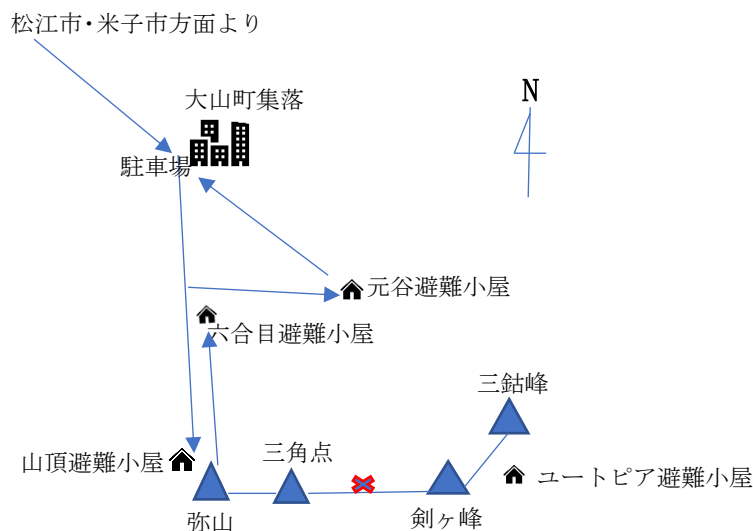 松江市・米子市方面より
大山町集落
N
駐車場
元谷避難小屋
六合目避難小屋
三鈷峰
三角点
山頂避難小屋
ユートピア避難小屋
弥山
剣ヶ峰